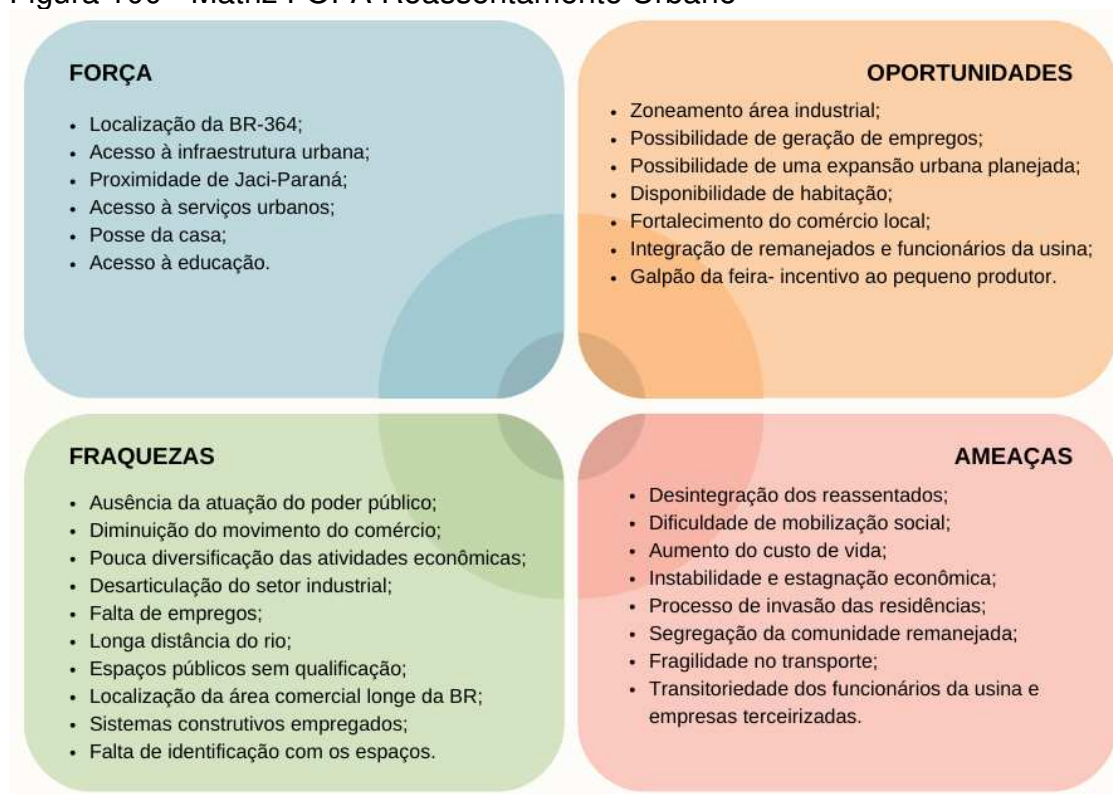 Figura 106 - Matriz FOFA Reassentamento Urbano
FORÇA
• Localização da BR-364;
• Acesso à infraestrutura urbana;
• Proximidade de Jaci-Paraná;
• Acesso à serviços urbanos;
• Posse da casa;
• Acesso à educação.
OPORTUNIDADES
• Zoneamento área industrial;
• Possibilidade de geração de empregos;
• Possibilidade de uma expansão urbana planejada;
• Disponibilidade de habitação;
• Fortalecimento do comércio local;
• Integração de remanejados e funcionários da usina;
• Galpão da feira- incentivo ao pequeno produtor.
FRAQUEZAS
• Ausência da atuação do poder público;
• Diminuição do movimento do comércio;
• Pouca diversificação das atividades econômicas;
• Desarticulação do setor industrial;
• Falta de empregos;
• Longa distância do rio;
• Espaços públicos sem qualificação;
• Localização da área comercial longe da BR;
• Sistemas construtivos empregados;
• Falta de identificação com os espaços.
AMEAÇAS
• Desintegração dos reassentados;
• Dificuldade de mobilização social;
• Aumento do custo de vida;
• Instabilidade e estagnação econômica;
• Processo de invasão das residências;
• Segregação da comunidade remanejada;
• Fragilidade no transporte;
• Transitoriedade dos funcionários da usina e
empresas terceirizadas.